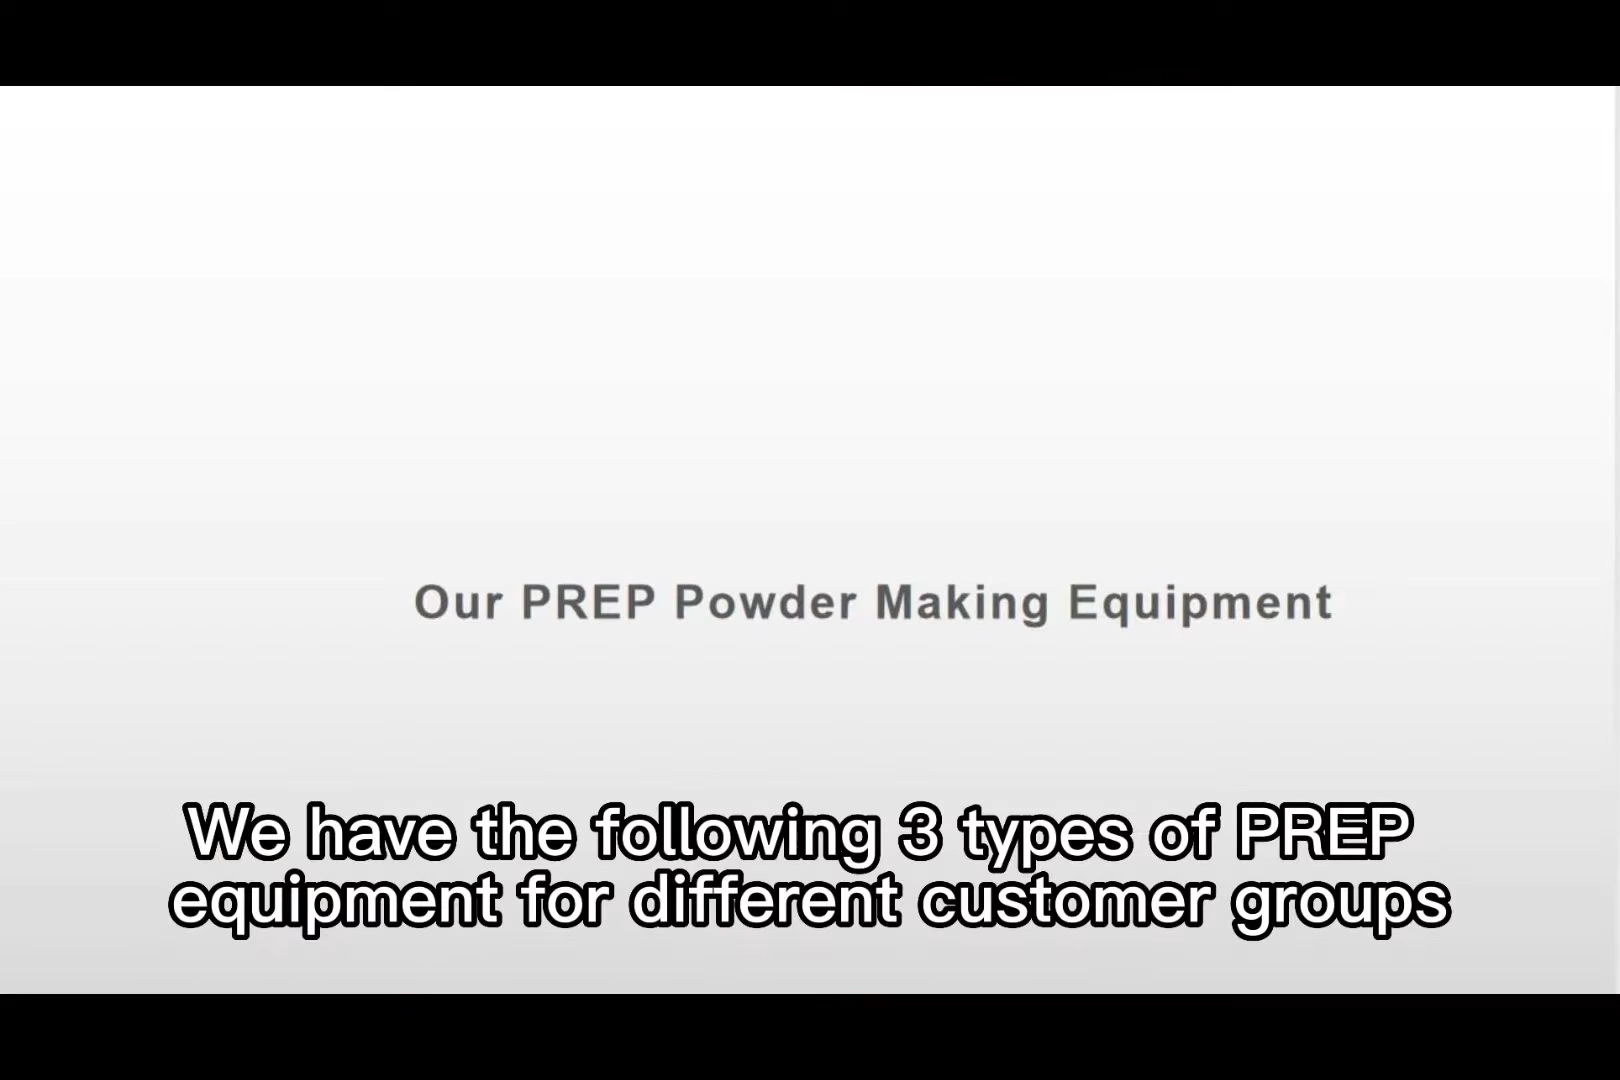 Our PREP Powder Making Equipment
We have the following 3 types of PREP
equipment for different customer groups